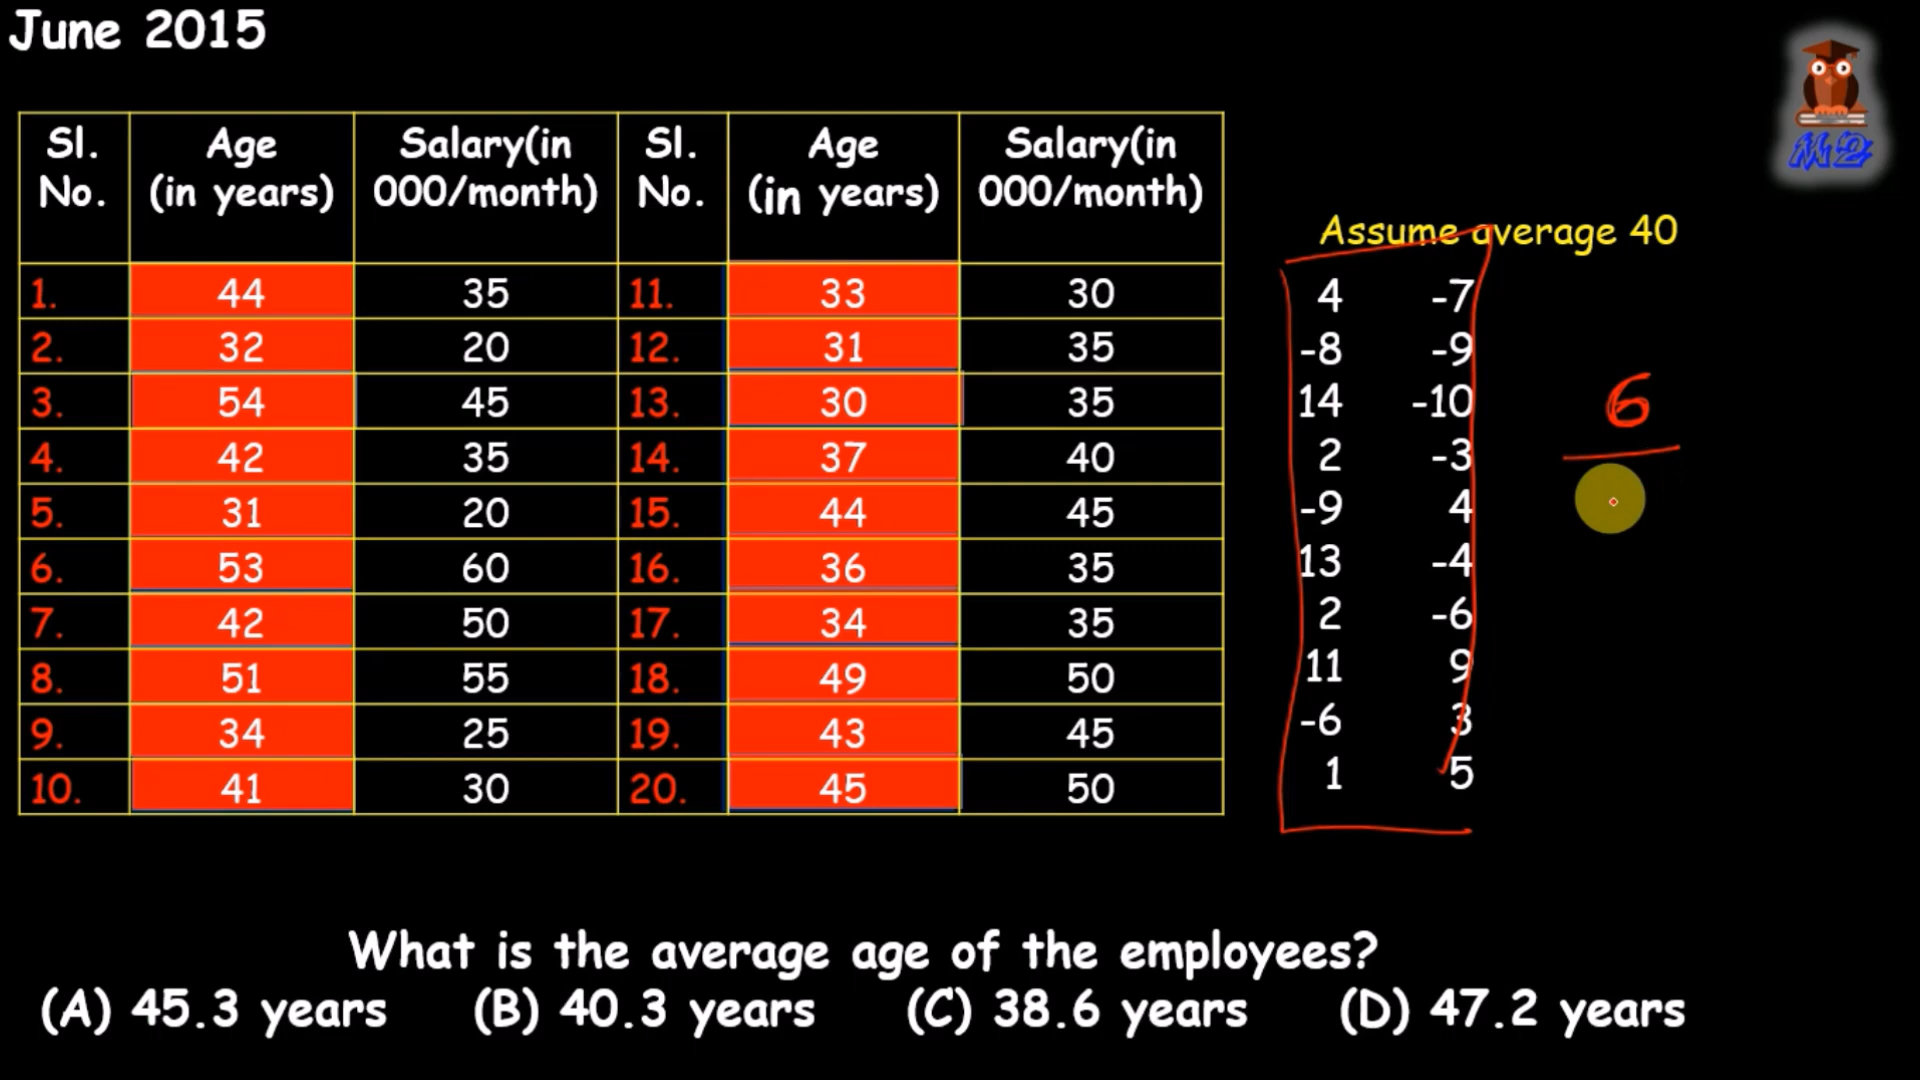 June 2015
M2
Sl. No. Age (in years) Salary(in 000/month) Sl. No. Age (in years) Salary(in 000/month)
Assume average 40
1. 44 35 11. 33 30 4 -7
2. 32 20 12. 31 35 -8 -9
3. 54 45 13. 30 35 14 -10 6
4. 42 35 14. 37 40 2 -3
5. 31 20 15. 44 45 -9 4
6. 53 60 16. 36 35 13 -4
7. 42 50 17. 34 35 2 -6
8. 51 55 18. 49 50 11 9
9. 34 25 19. 43 45 -6 3
10. 41 30 20. 45 50 1 5
What is the average age of the employees?
(A) 45.3 years (B) 40.3 years (C) 38.6 years (D) 47.2 years